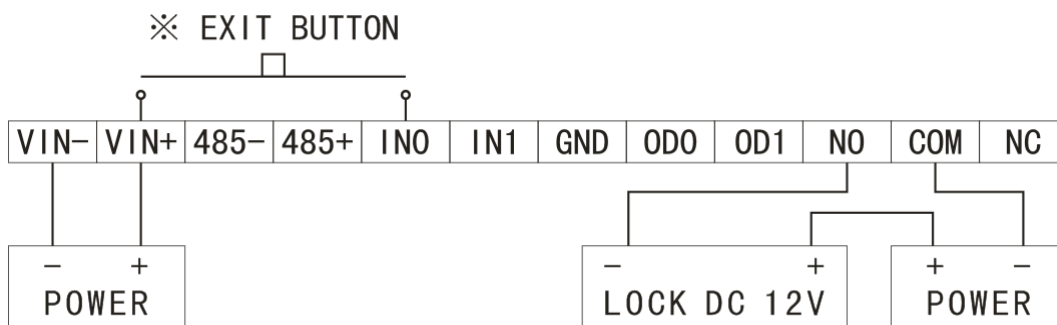 ※ EXIT BUTTON
VIN- VIN+ 485- 485+ IN0 IN1 GND OD0 OD1 NO COM NC
- + - + + -
POWER LOCK DC 12V POWER